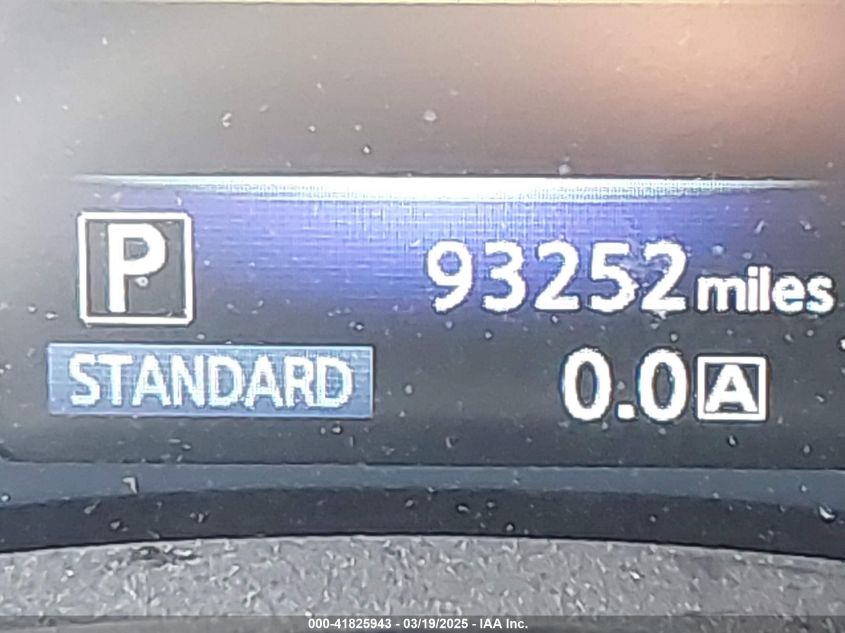 P 93252 miles
STANDARD 0.0 A
000-41825943 - 03/19/2025 - IAA Inc.